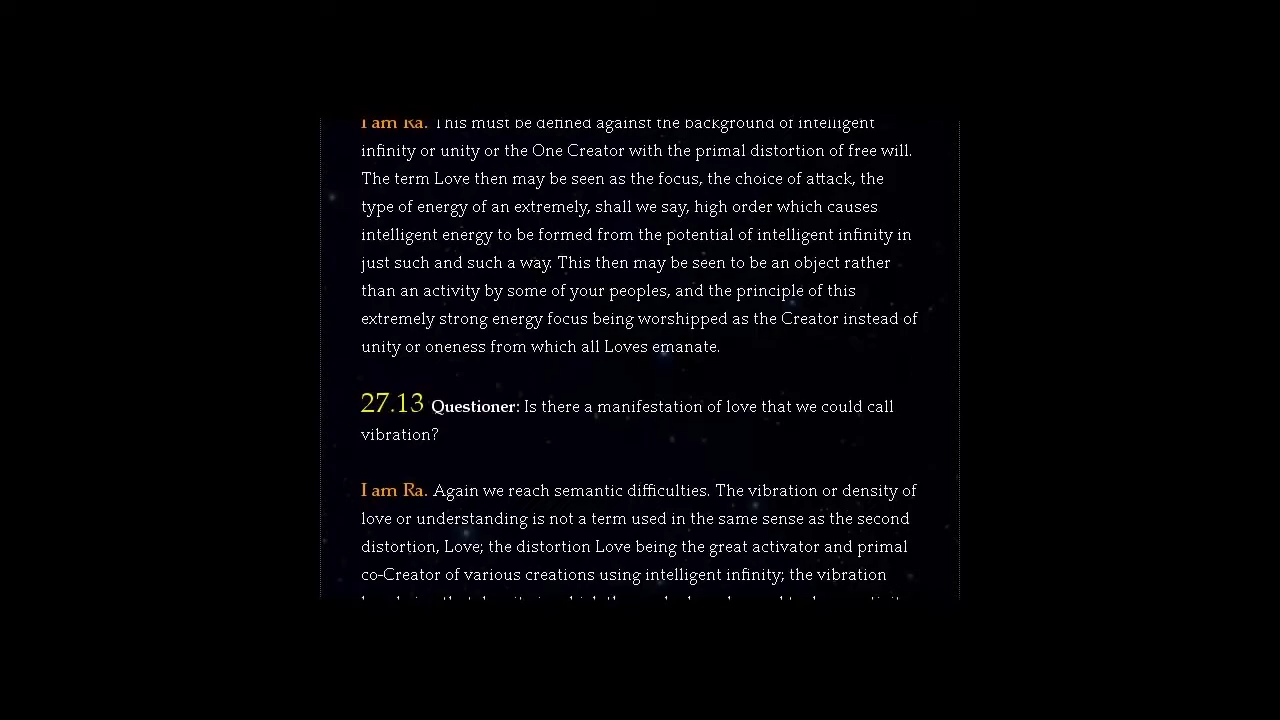 I am Ra. This must be defined against the background of intelligent
infinity or unity or the One Creator with the primal distortion of free will.
The term Love then may be seen as the focus, the choice of attack, the
type of energy of an extremely, shall we say, high order which causes
intelligent energy to be formed from the potential of intelligent infinity in
just such and such a way. This then may be seen to be an object rather
than an activity by some of your peoples, and the principle of this
extremely strong energy focus being worshipped as the Creator instead of
unity or oneness from which all Loves emanate.
27.13 Questioner: Is there a manifestation of love that we could call
vibration?
I am Ra. Again we reach semantic difficulties. The vibration or density of
love or understanding is not a term used in the same sense as the second
distortion, Love; the distortion Love being the great activator and primal
co-Creator of various creations using intelligent infinity; the vibration